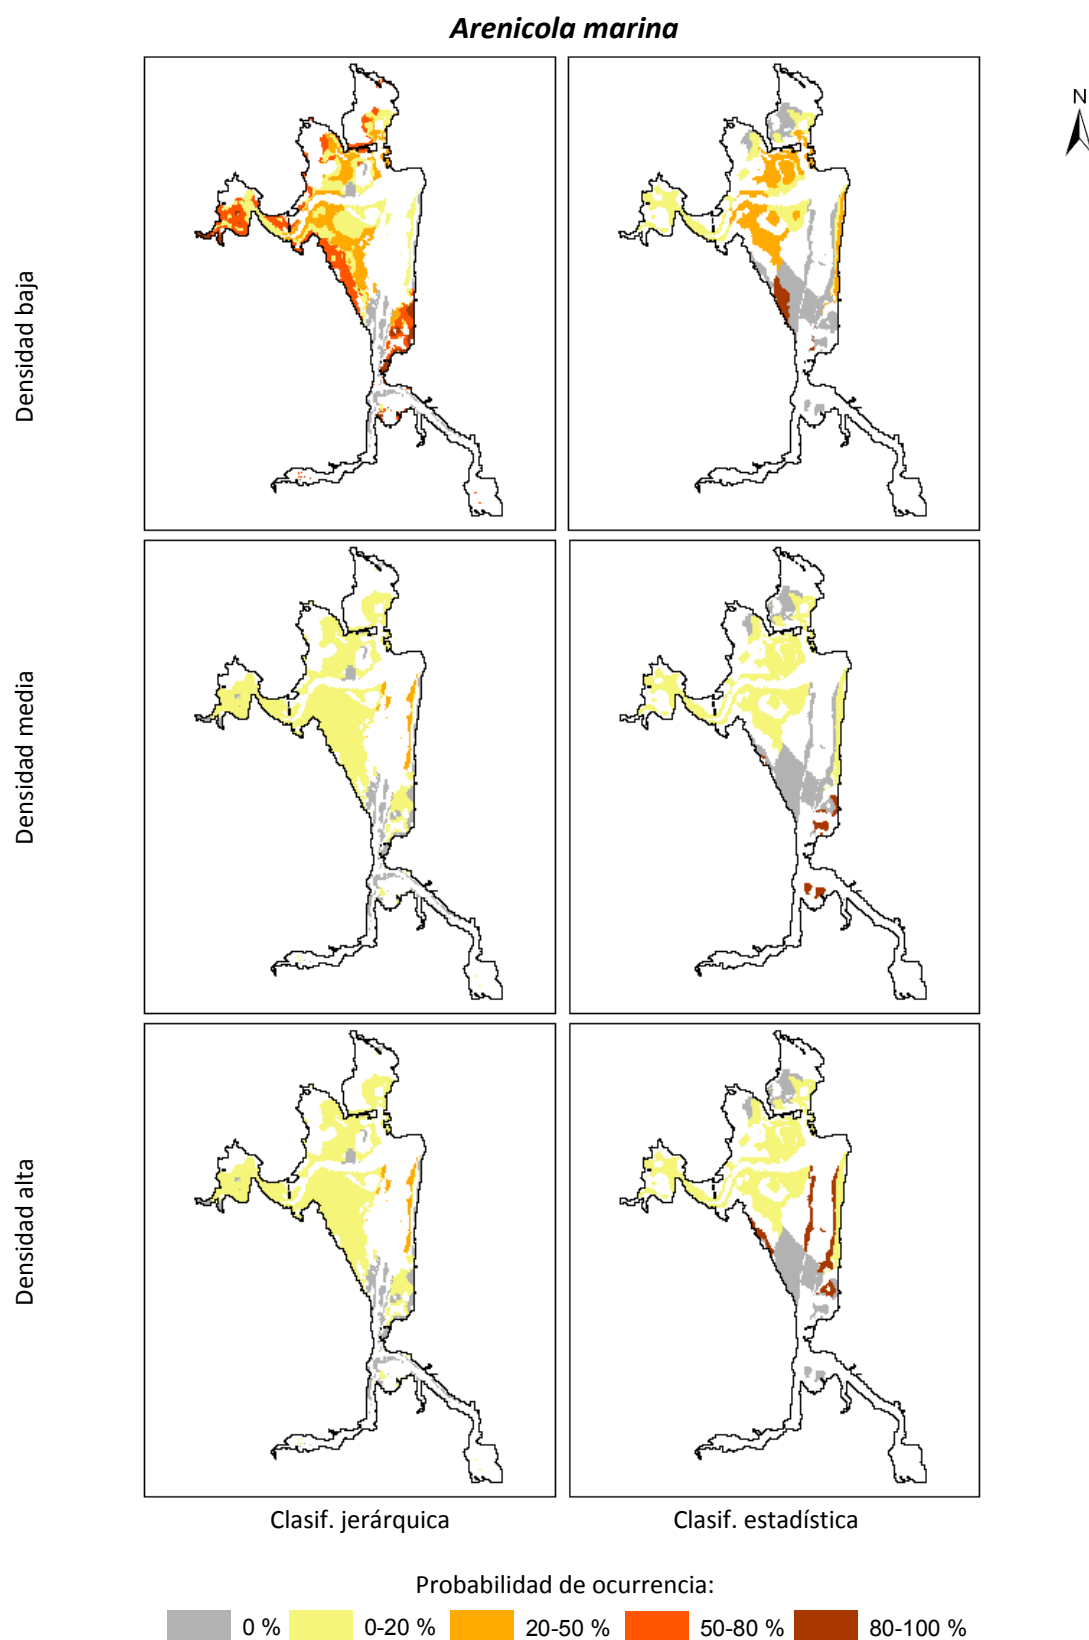 Arenicola marina
N
Densidad baja
Densidad media
Densidad alta
Clasif. jerárquica
Clasif. estadística
Probabilidad de ocurrencia:
0 % 0-20 % 20-50 % 50-80 % 80-100 %